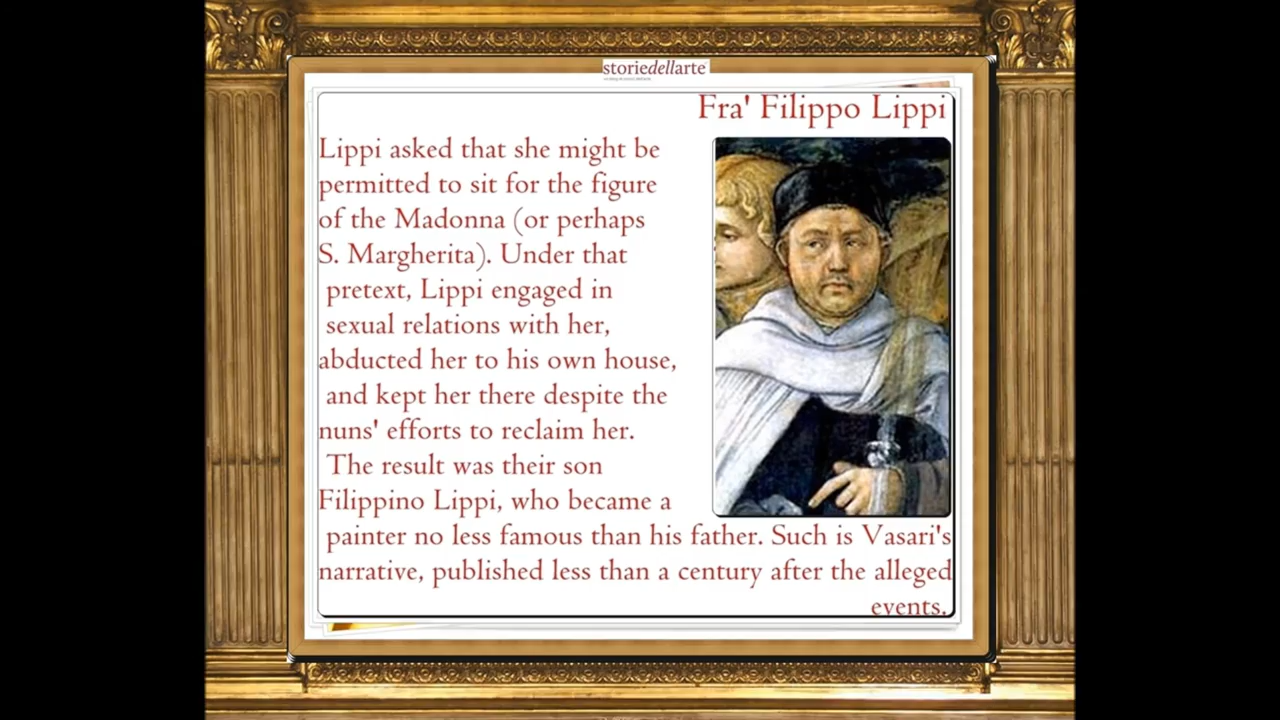 storiedellarte
Fra' Filippo Lippi
Lippi asked that she might be
permitted to sit for the figure
of the Madonna (or perhaps
S. Margherita). Under that
pretext, Lippi engaged in
sexual relations with her,
abducted her to his own house,
and kept her there despite the
nuns' efforts to reclaim her.
The result was their son
Filippino Lippi, who became a
painter no less famous than his father. Such is Vasari's
narrative, published less than a century after the alleged
events.